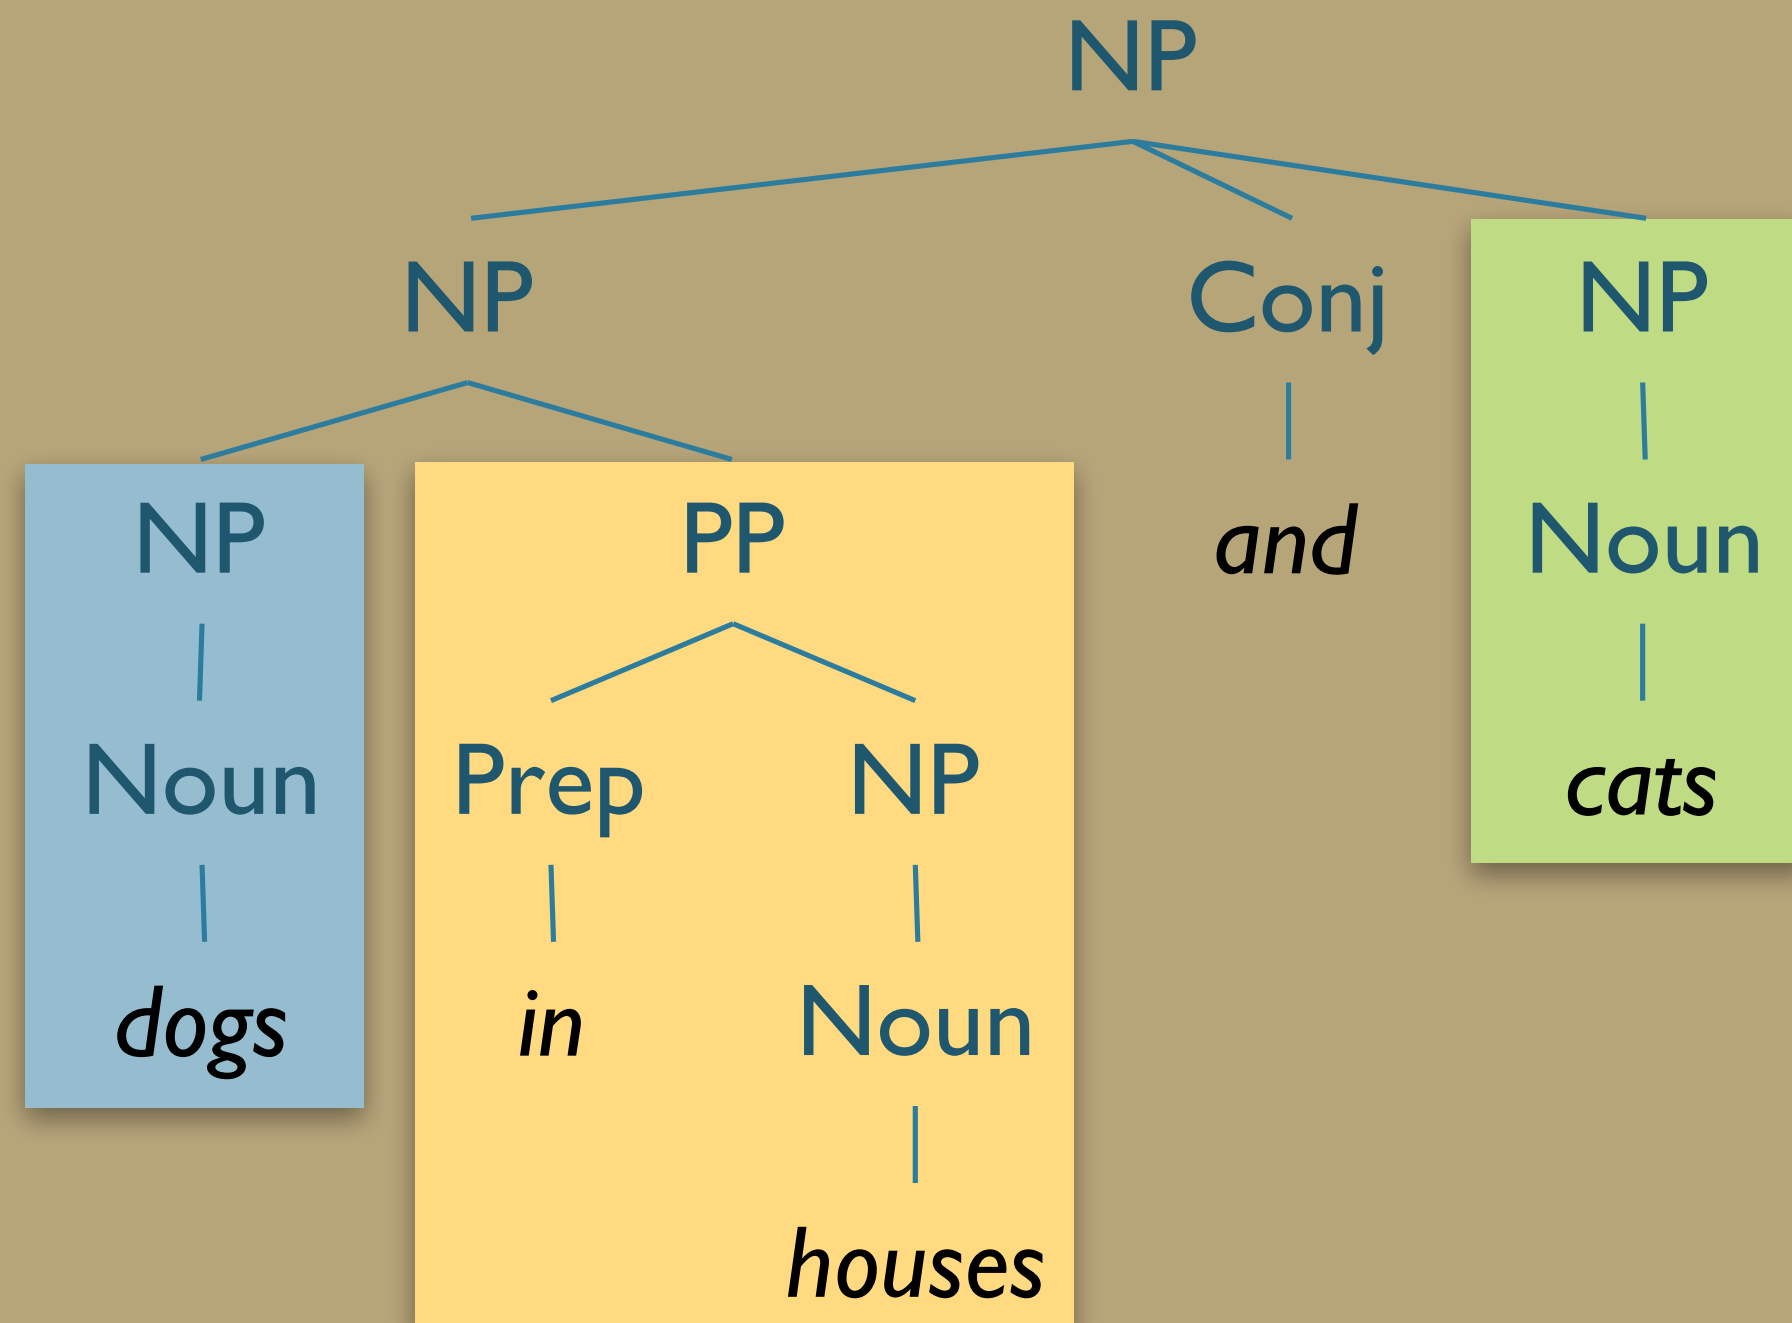 NP
NP Conj NP
NP PP and Noun
Noun Prep NP cats
dogs in Noun
houses